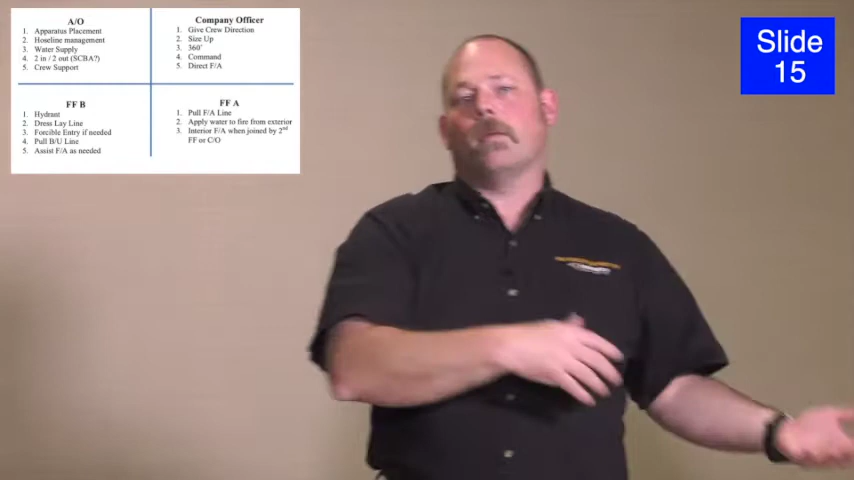 A/O
1. Apparatus Placement
2. Hoseline management
3. Water Supply
4. 2 in / 2 out (SCBA?)
5. Crew Support
Company Officer
1. Give Crew Direction
2. Size Up
3. 360°
4. Command
5. Direct F/A
FF B
1. Hydrant
2. Dress Lay Line
3. Forcible Entry if needed
4. Pull B/U Line
5. Assist F/A as needed
FF A
1. Pull F/A Line
2. Apply water to fire from exterior
3. Interior F/A when joined by 2nd
FF or C/O
Slide
15